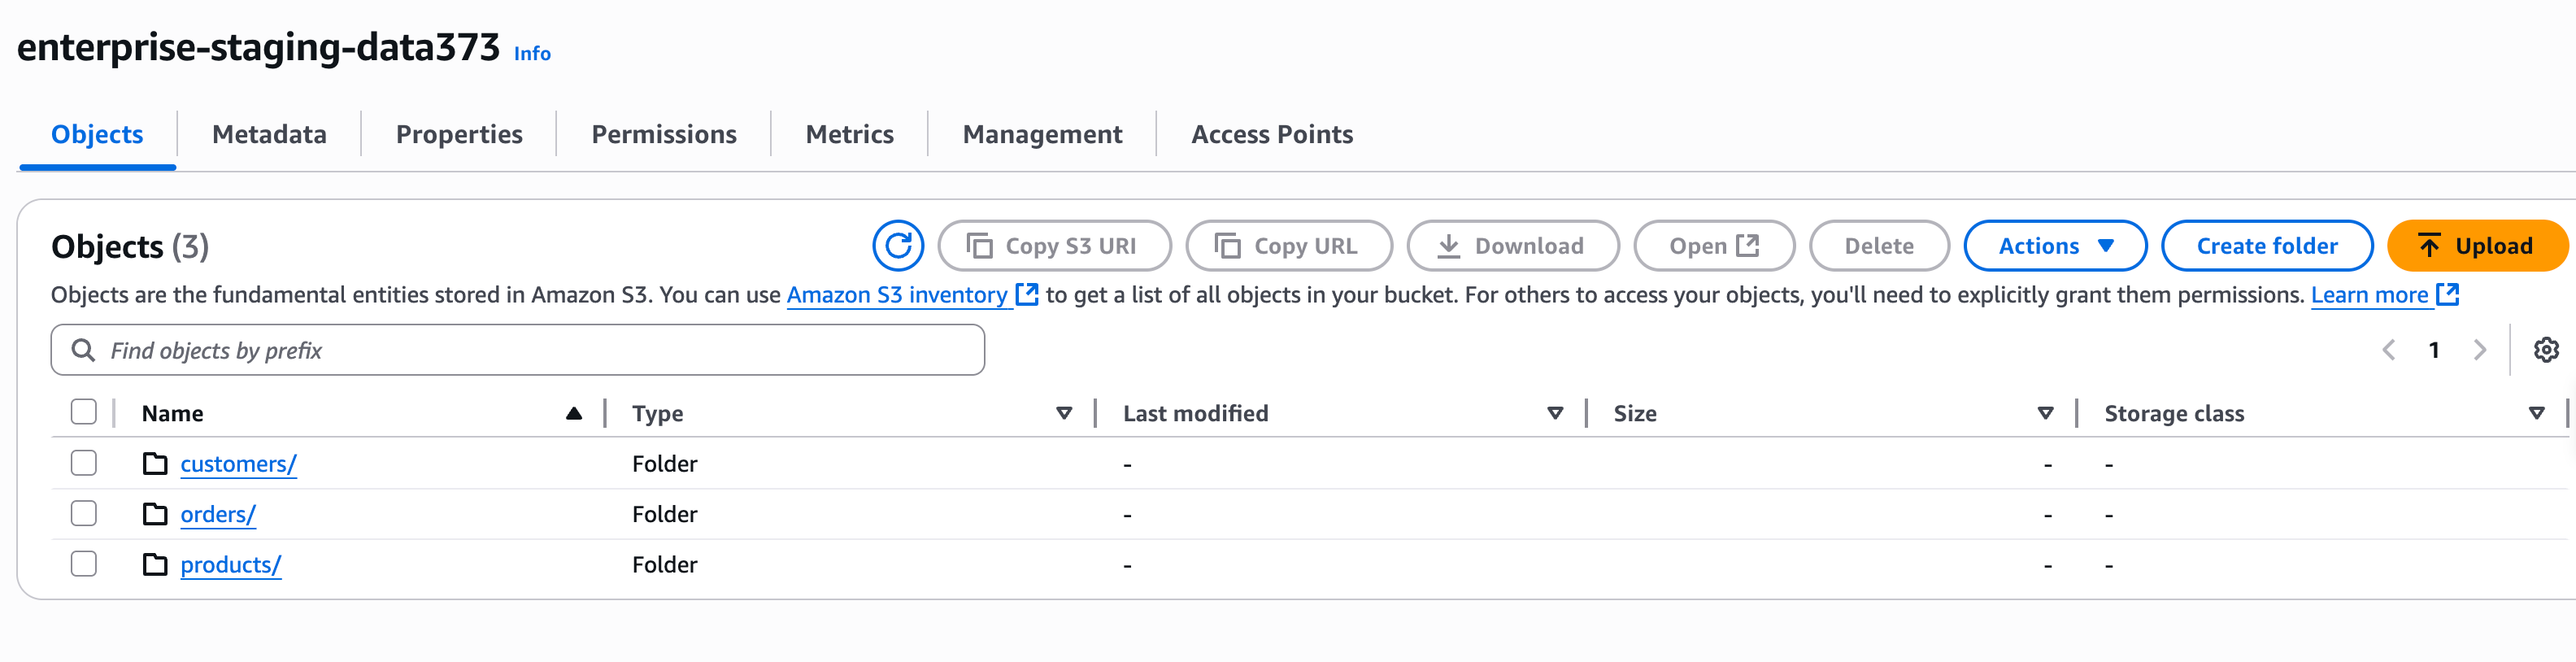 enterprise-staging-data373 Info
Objects Metadata Properties Permissions Metrics Management Access Points
Objects (3) Copy S3 URI Copy URL Download Open Delete Actions Create folder Upload
Objects are the fundamental entities stored in Amazon S3. You can use Amazon S3 inventory to get a list of all objects in your bucket. For others to access your objects, you'll need to explicitly grant them permissions. Learn more
Find objects by prefix 1
Name Type Last modified Size Storage class
customers/ Folder - - -
orders/ Folder - - -
products/ Folder - - -